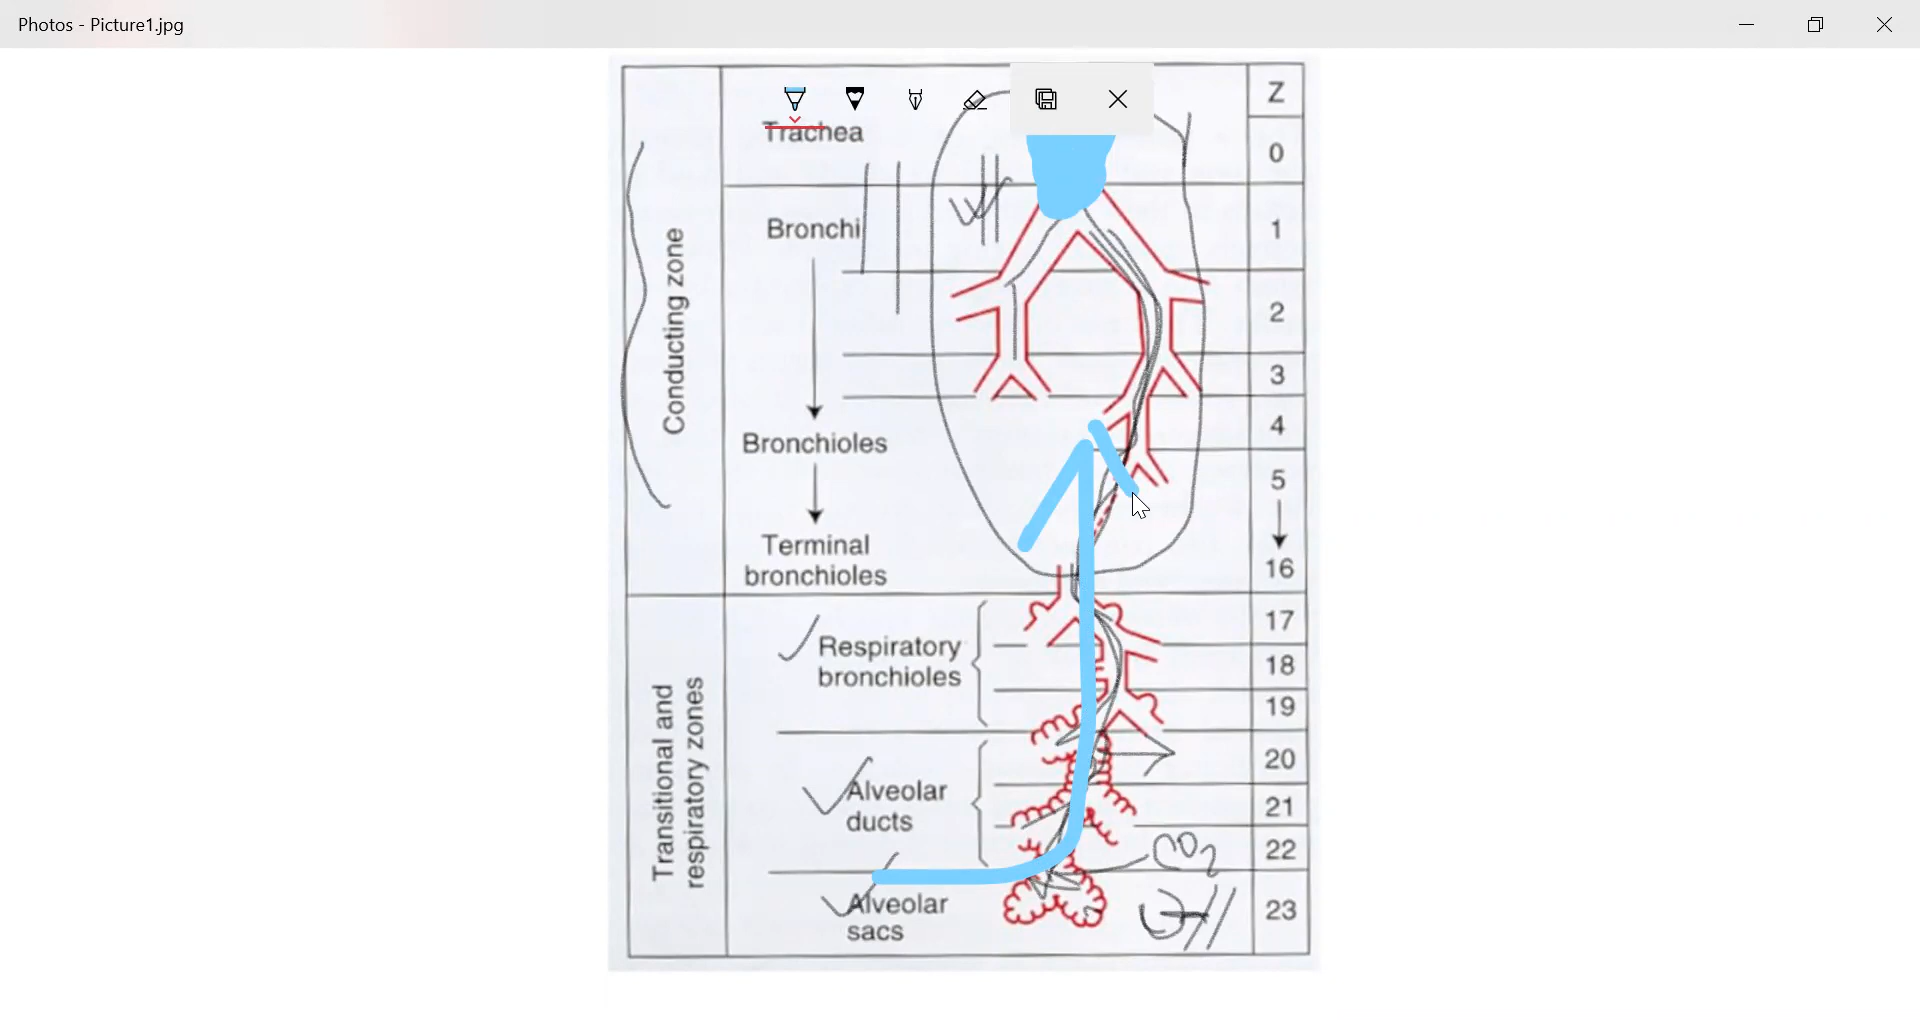 Photos - Picture1.jpg
Z
Trachea
0
Bronchi
1
2
3
Conducting zone
Bronchioles
4
5
Terminal
bronchioles
16
17
Respiratory
bronchioles
18
19
Transitional and
respiratory zones
20
Alveolar
ducts
21
22
Alveolar
sacs
23